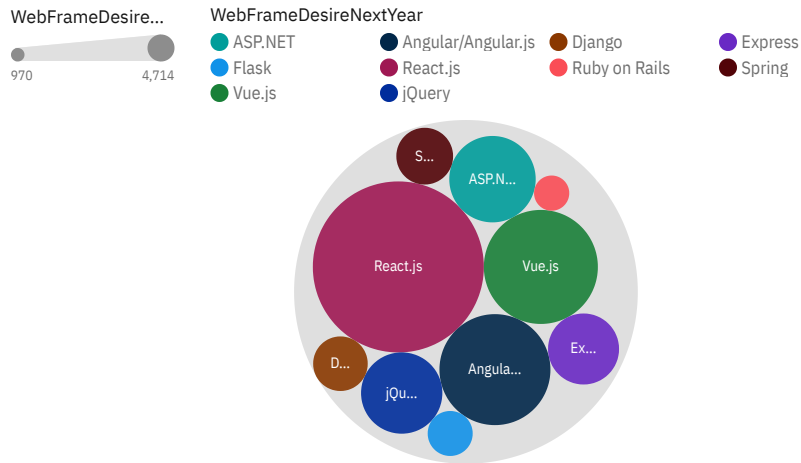 WebFrameDesire...
970 4,714
WebFrameDesireNextYear
ASP.NET Angular/Angular.js Django Express
Flask React.js Ruby on Rails Spring
Vue.js jQuery
S...
ASP.N...
React.js
Vue.js
Ex...
D...
Angula...
jQu...